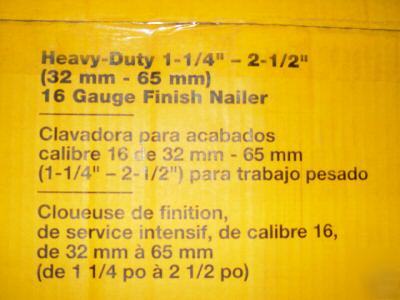 Heavy-Duty 1-1/4" – 2-1/2"
(32 mm - 65 mm)
16 Gauge Finish Nailer
Clavadora para acabados
calibre 16 de 32 mm - 65 mm
(1-1/4" – 2-1/2") para trabajo pesado
Cloueuse de finition,
de service intensif, de calibre 16,
de 32 mm à 65 mm
(de 1 1/4 po à 2 1/2 po)